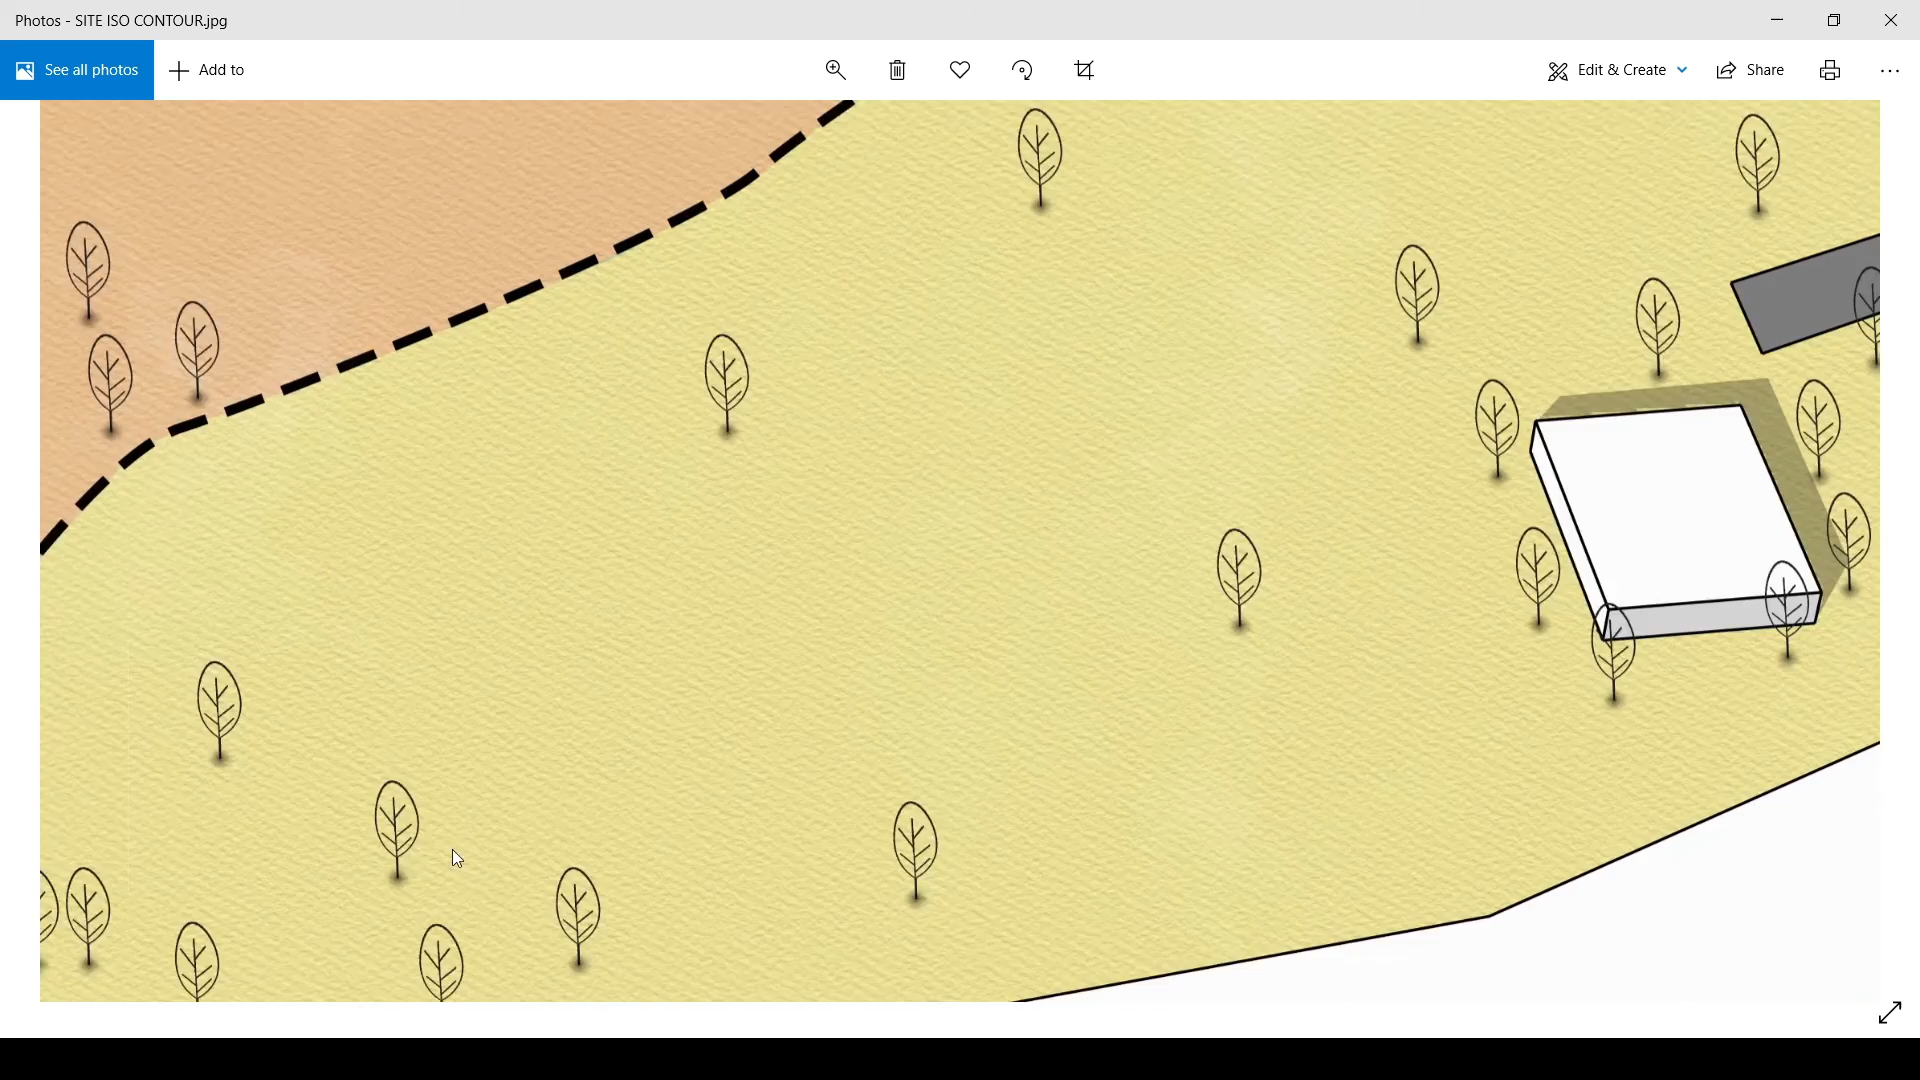 Photos - SITE ISO CONTOUR.jpg
See all photos
Add to
Edit & Create
Share